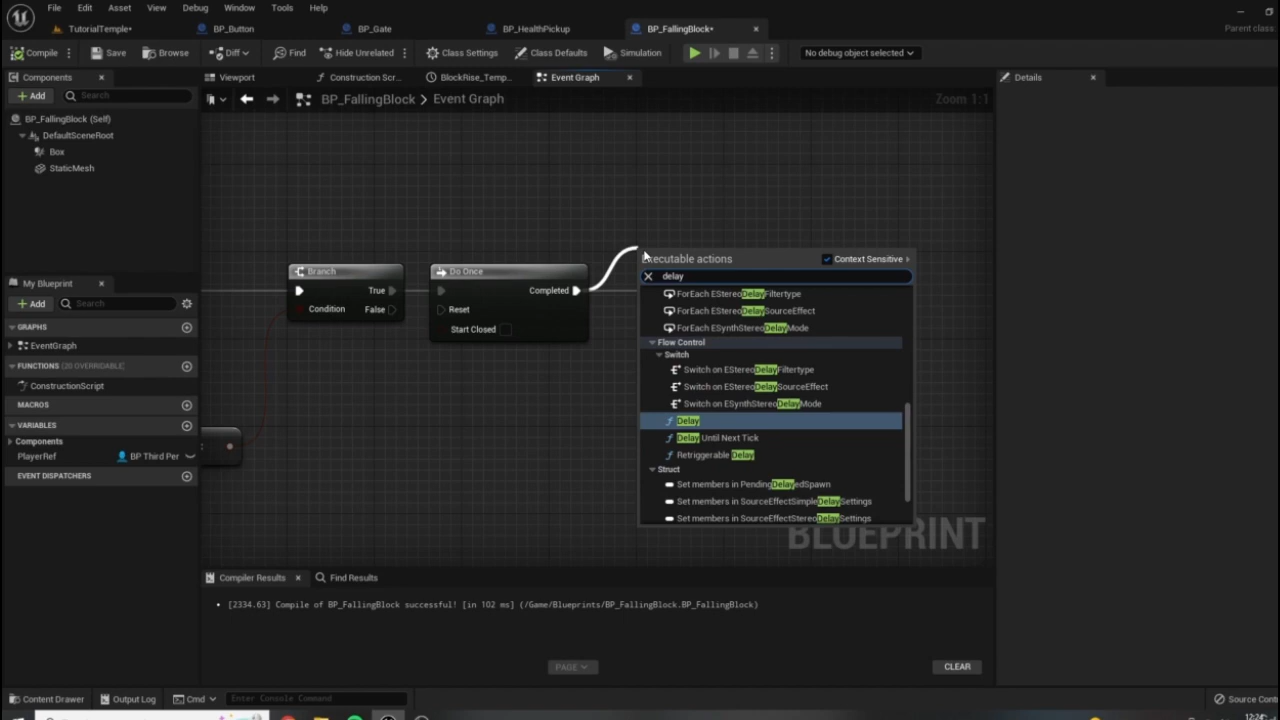 File Edit Asset View Debug Window Tools Help
TutorialTemple* BP_Button BP_Gate BP_HealthPickup BP_FallingBlock* Parent class:
Compile Save Browse Diff Find Hide Unrelated Class Settings Class Defaults Simulation No debug object selected
Components Viewport Construction Scr... BlockRise_Temp... Event Graph Details
Add Search BP_FallingBlock Event Graph Zoom 1:1
BP_FallingBlock (Self)
DefaultSceneRoot
Box
StaticMesh
My Blueprint
Add Search
GRAPHS
EventGraph
FUNCTIONS (20 OVERRIDABLE)
ConstructionScript
MACROS
VARIABLES
Components
PlayerRef BP Third Per
EVENT DISPATCHERS
Branch
True
Condition False
Do Once
Completed
Reset
Start Closed
Executable actions Context Sensitive
delay
ForEach EStereoDelayFiltertype
ForEach EStereoDelaySourceEffect
ForEach ESynthStereoDelayMode
Flow Control
Switch
Switch on EStereoDelayFiltertype
Switch on EStereoDelaySourceEffect
Switch on ESynthStereoDelayMode
Delay
Delay Until Next Tick
Retriggerable Delay
Struct
Set members in PendingDelayedSpawn
Set members in SourceEffectSimpleDelaySettings
Set members in SourceEffectStereoDelaySettings
BLUEPRINT
Compiler Results Find Results
[2334.63] Compile of BP_FallingBlock successful! [in 102 ms] (/Game/Blueprints/BP_FallingBlock.BP_FallingBlock)
PAGE CLEAR
Content Drawer Output Log Cmd Enter Console Command Source Cont
12:24